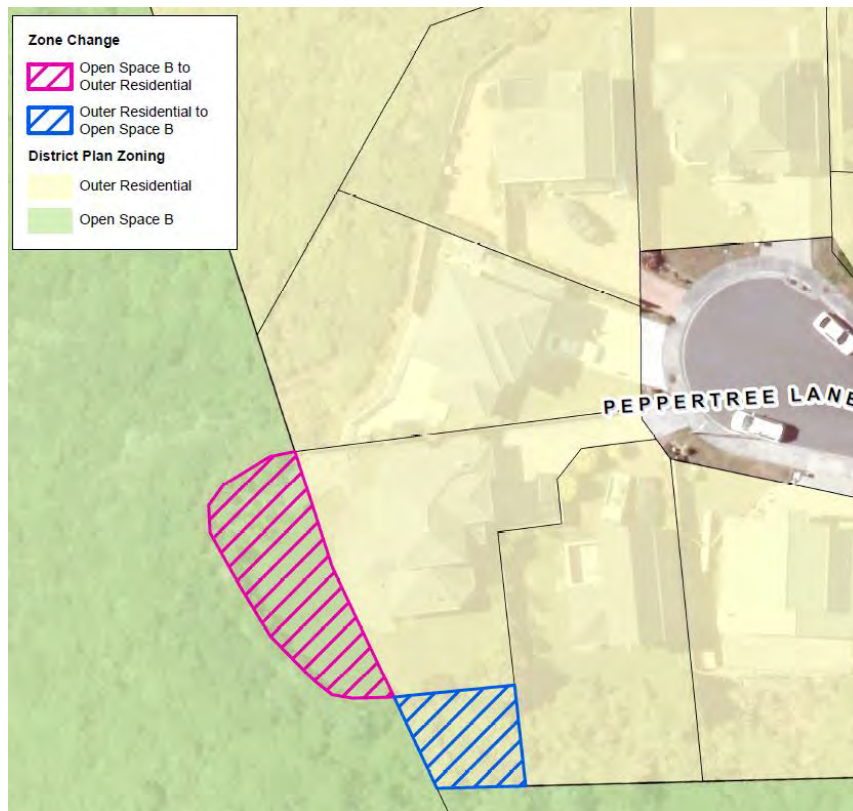 Zone Change
Open Space B to
Outer Residential
Outer Residential to
Open Space B
District Plan Zoning
Outer Residential
Open Space B
PEPPERTREE LANE